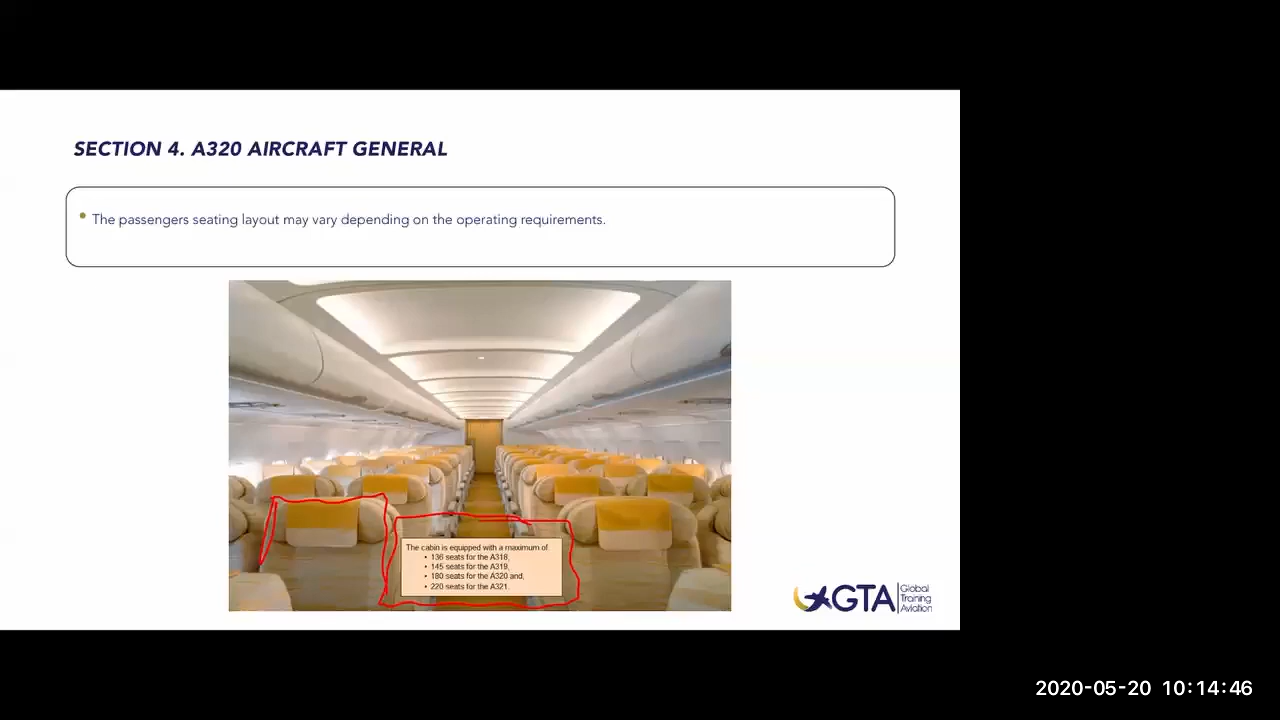 SECTION 4. A320 AIRCRAFT GENERAL
• The passengers seating layout may vary depending on the operating requirements.
The cabin is equipped with a maximum of:
• 136 seats for the A318,
• 145 seats for the A319,
• 180 seats for the A320 and,
• 220 seats for the A321.
GTA
Global
Training
Aviation
2020-05-20 10:14:46